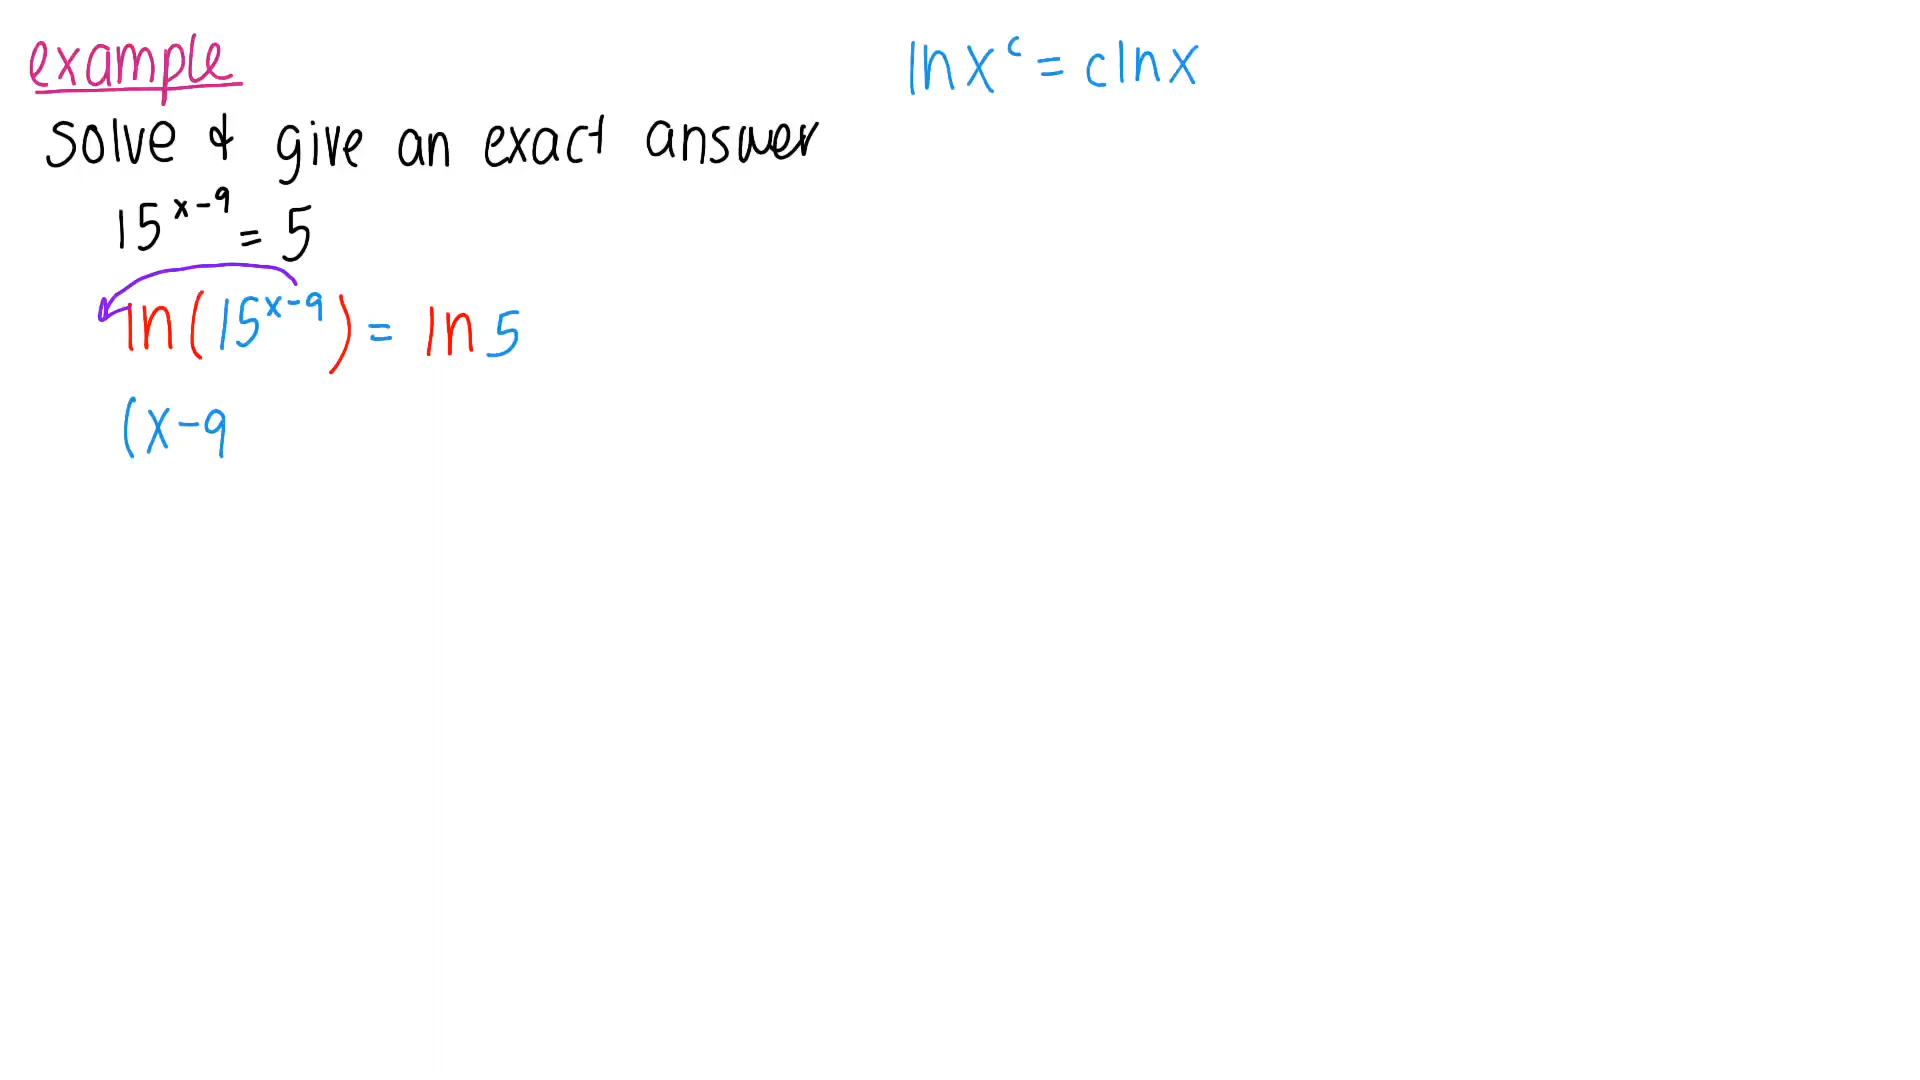 example
solve & give an exact answer
15^{x-9} = 5
ln(15^{x-9}) = ln 5
(x-9
ln x^c = c ln x